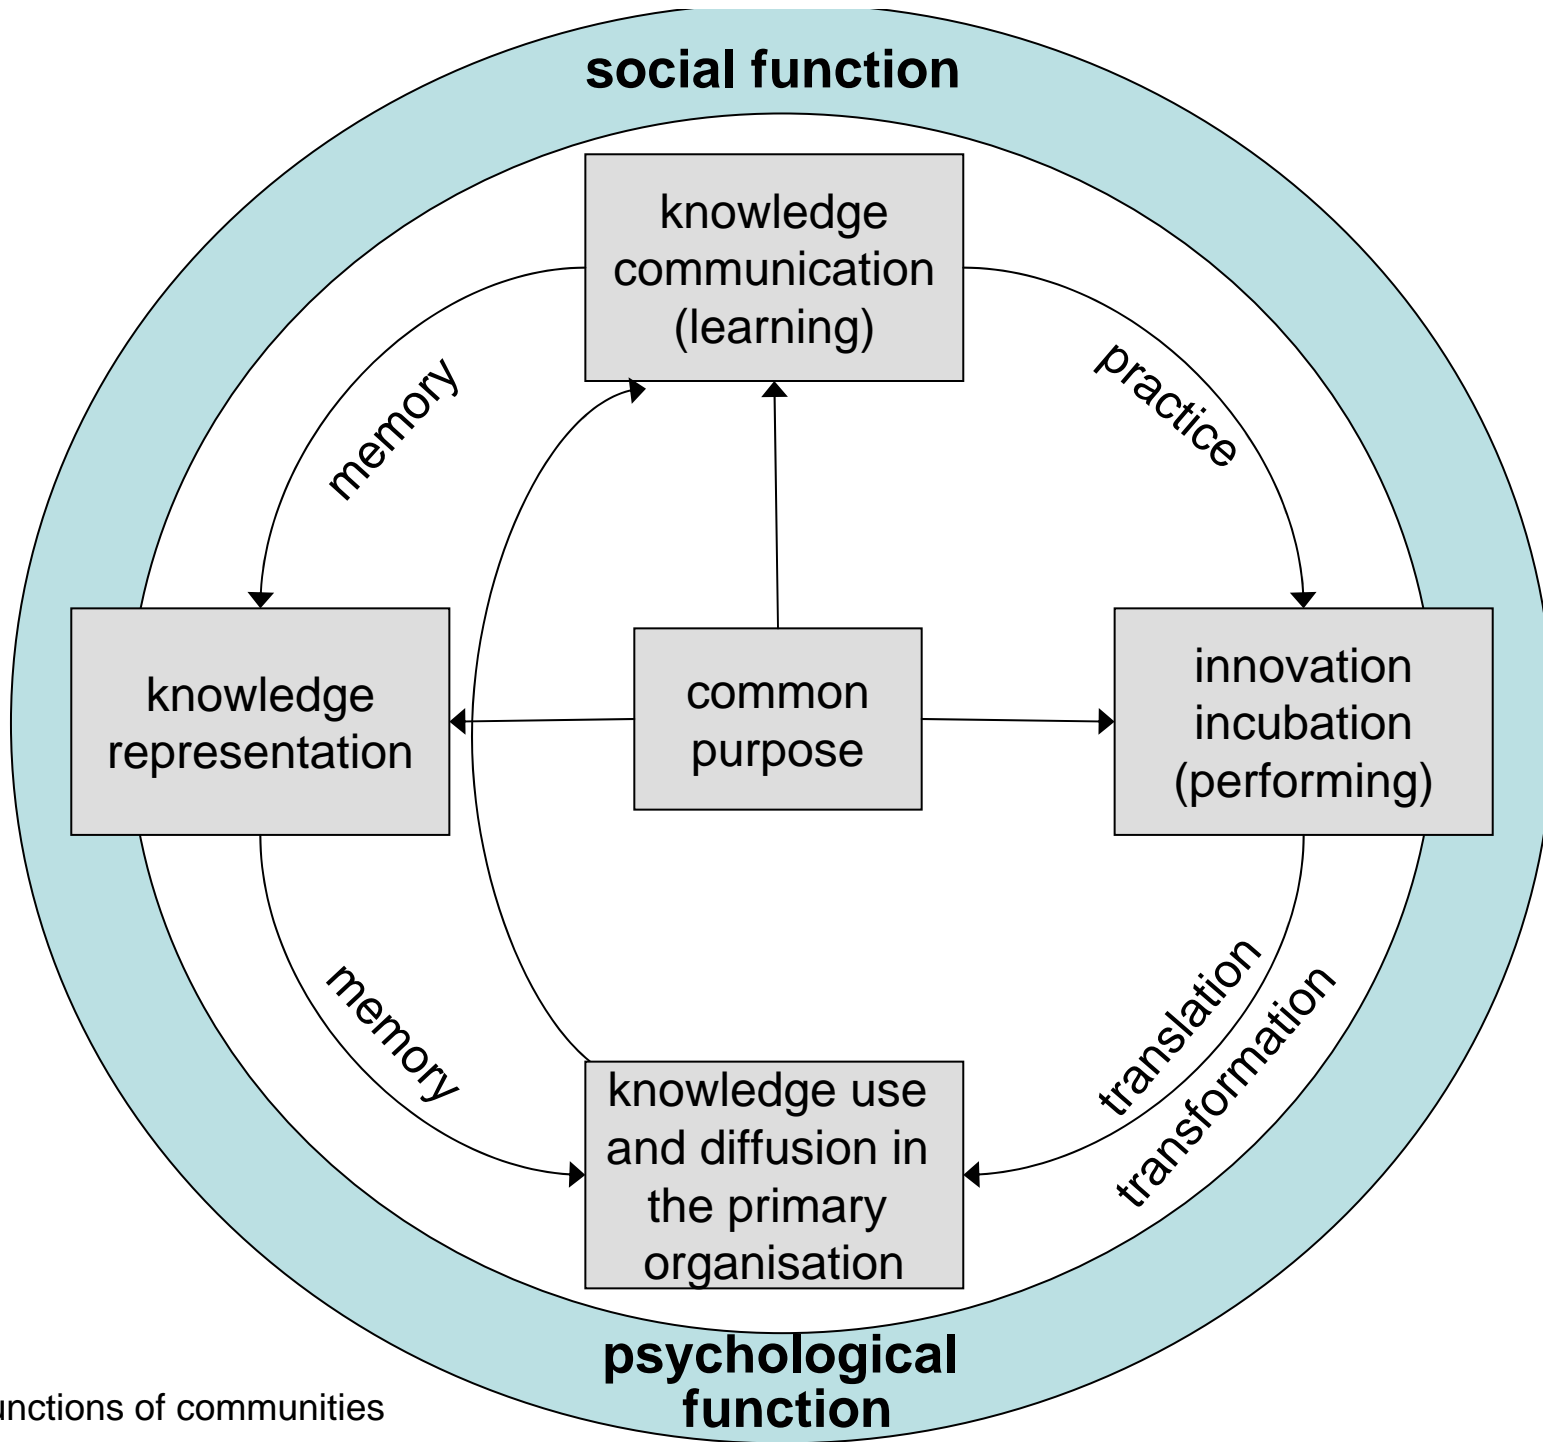 social function
knowledge
communication
(learning)
memory
practice
knowledge
representation
common
purpose
innovation
incubation
(performing)
memory
translation
transformation
knowledge use
and diffusion in
the primary
organisation
psychological
function
of communities